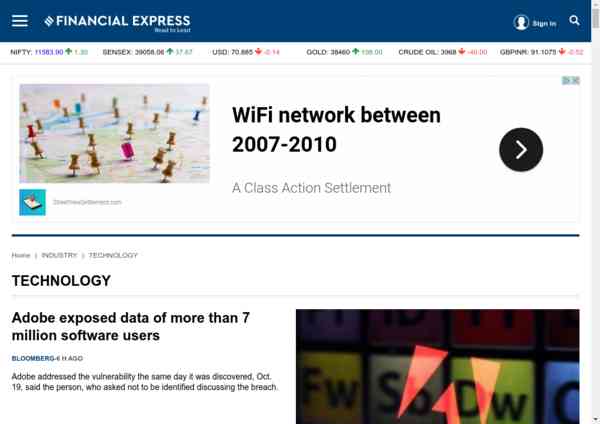 FINANCIAL EXPRESS
Read to Lead
Sign In
NIFTY: 11583.90 1.30 SENSEX: 39058.06 37.67 USD: 70.885 -0.14 GOLD: 38460 198.00 CRUDE OIL: 3968 -40.00 GBPINR: 91.1075 -0.52
WiFi network between
2007-2010
A Class Action Settlement
StreetViewSettlement.com
Home | INDUSTRY | TECHNOLOGY
TECHNOLOGY
Adobe exposed data of more than 7
million software users
BLOOMBERG-6 H AGO
Adobe addressed the vulnerability the same day it was discovered, Oct.
19, said the person, who asked not to be identified discussing the breach.
Id
Fw
Sb
Dw